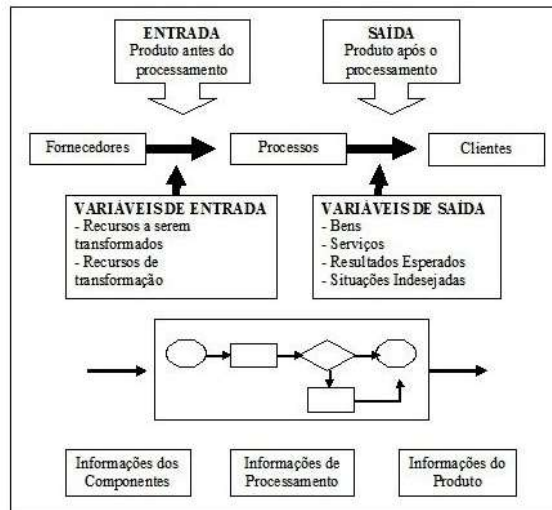 ENTRADA
Produto antes do
processamento
SAÍDA
Produto após o
processamento
Fornecedores
Processos
Clientes
VARIÁVEIS DE ENTRADA
- Recursos a serem
transformados
- Recursos de
transformação
VARIÁVEIS DE SAÍDA
- Bens
- Serviços
- Resultados Esperados
- Situações Indesejadas
Informações dos
Componentes
Informações de
Processamento
Informações do
Produto